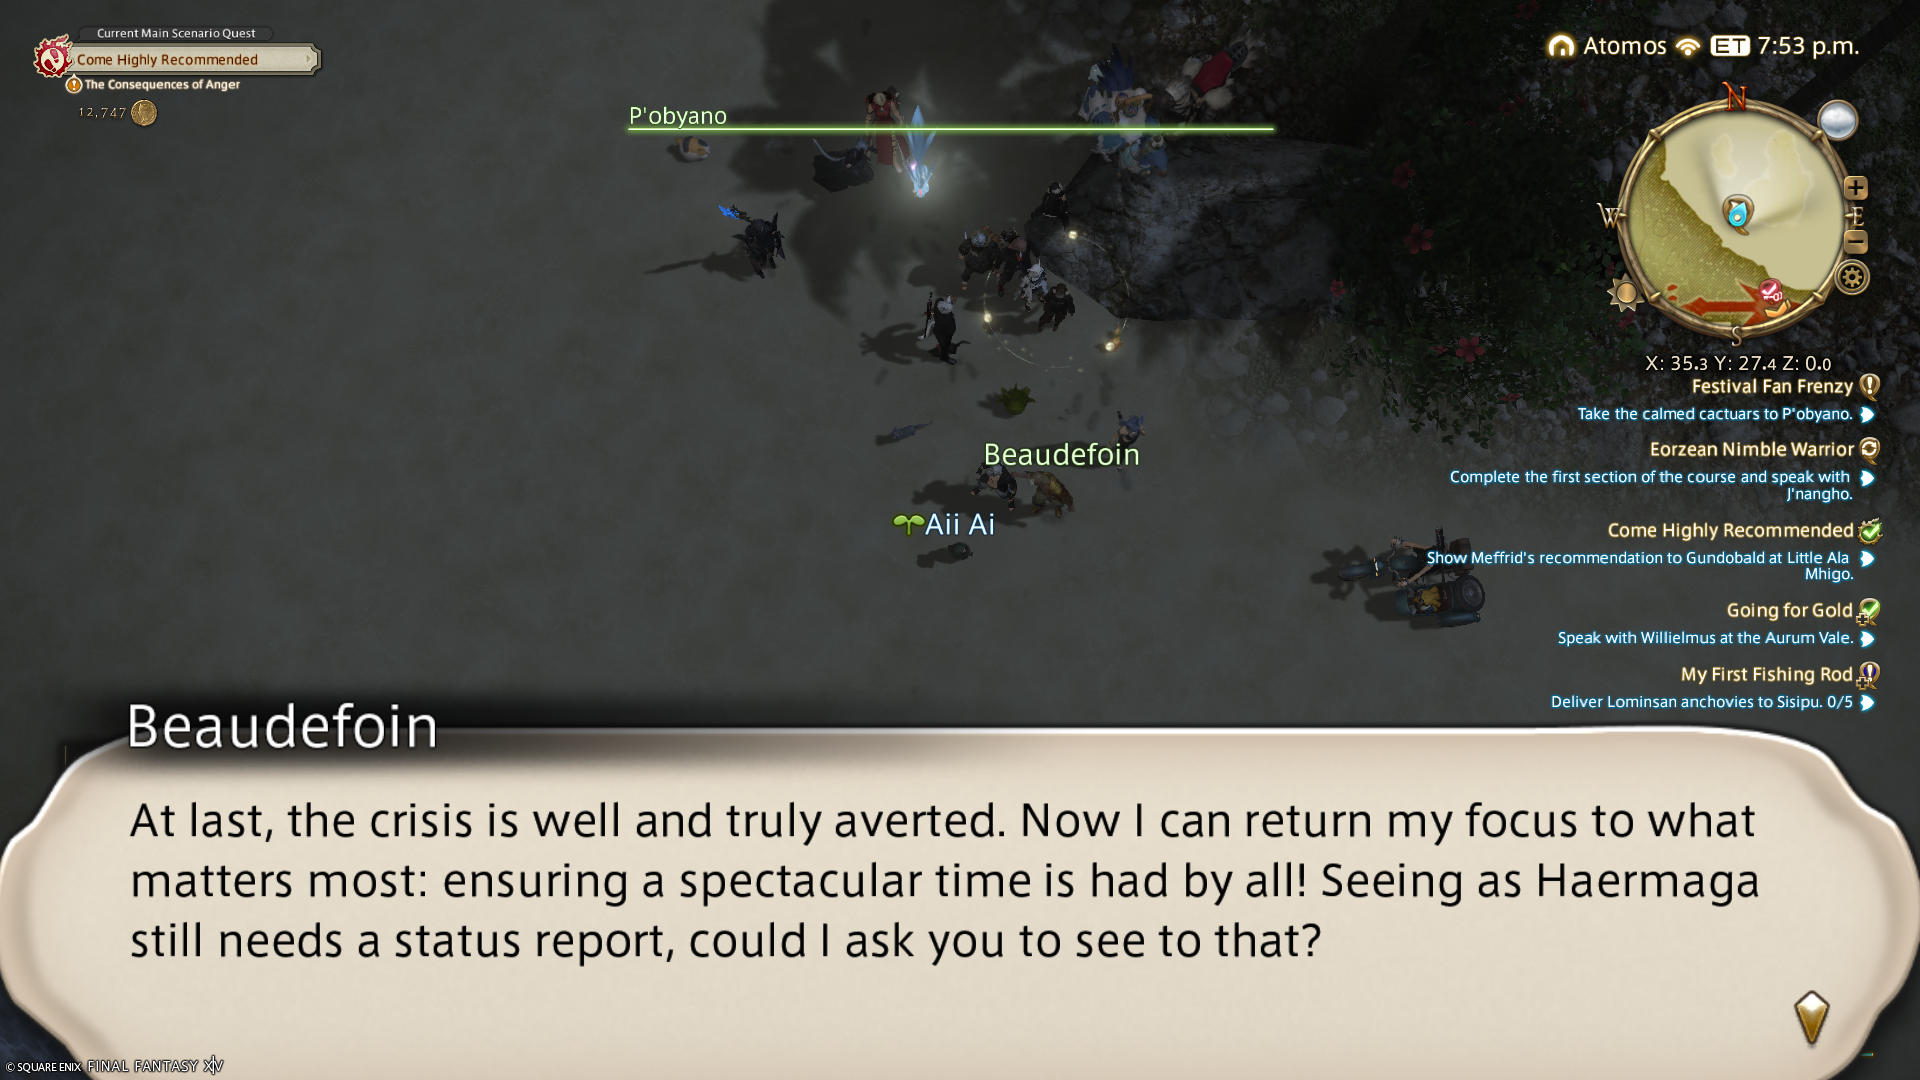 Current Main Scenario Quest
Come Highly Recommended
The Consequences of Anger
12,747
P'obyano
Atomos ET 7:53 p.m.
N
W
E
S
X: 35.3 Y: 27.4 Z: 0.0
Festival Fan Frenzy
Take the calmed cactuars to P'obyano.
Eorzean Nimble Warrior
Complete the first section of the course and speak with
J'nangho.
Come Highly Recommended
Show Meffrid's recommendation to Gundobald at Little Ala
Mhigo.
Going for Gold
Speak with Willielmus at the Aurum Vale.
My First Fishing Rod
Deliver Lominsan anchovies to Sisipu. 0/5
Beaudefoin
Aii Ai
Beaudefoin
At last, the crisis is well and truly averted. Now I can return my focus to what
matters most: ensuring a spectacular time is had by all! Seeing as Haermaga
still needs a status report, could I ask you to see to that?
© SQUARE ENIX FINAL FANTASY XIV